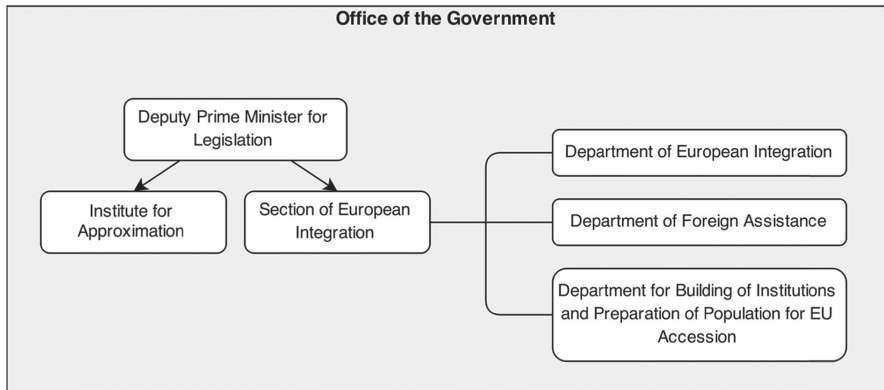 Office of the Government
Deputy Prime Minister for
Legislation
Institute for
Approximation
Section of European
Integration
Department of European Integration
Department of Foreign Assistance
Department for Building of Institutions
and Preparation of Population for EU
Accession